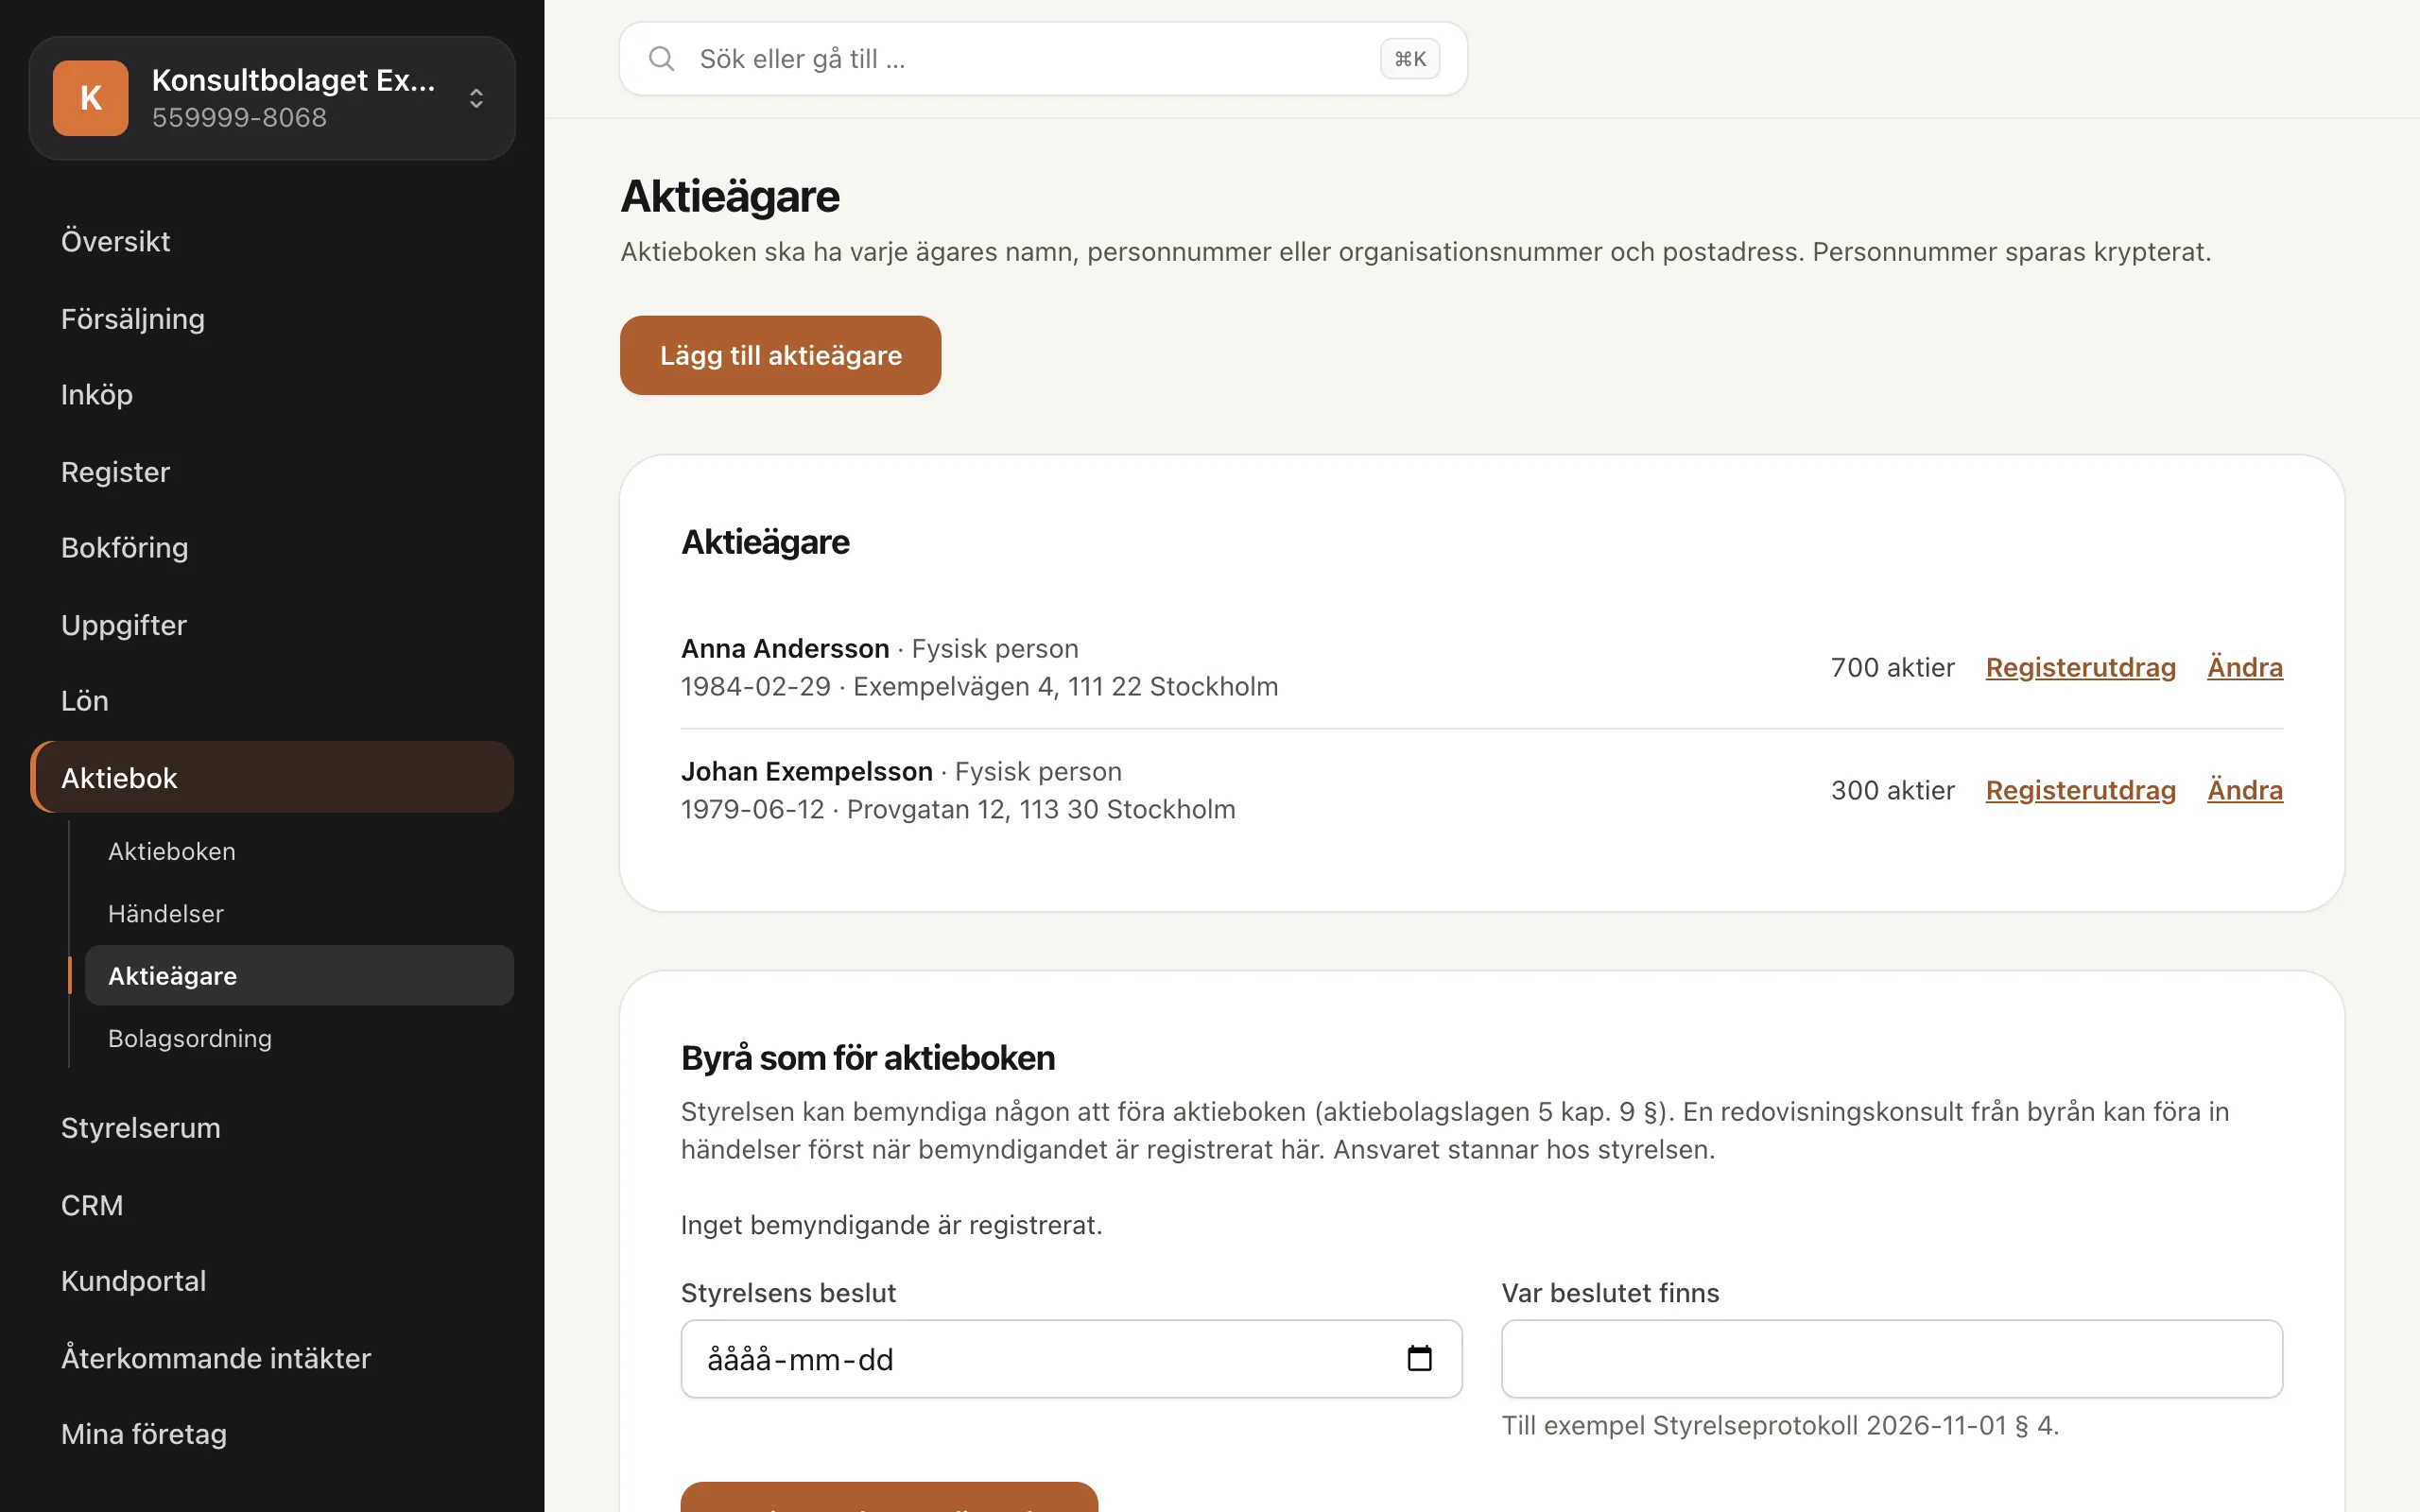 K
Konsultbolaget Ex...
559999-8068
Översikt
Försäljning
Inköp
Register
Bokföring
Uppgifter
Lön
Aktiebok
Aktieboken
Händelser
Aktieägare
Bolagsordning
Styrelserum
CRM
Kundportal
Återkommande intäkter
Mina företag
Sök eller gå till ...
⌘K
Aktieägare
Aktieboken ska ha varje ägares namn, personnummer eller organisationsnummer och postadress. Personnummer sparas krypterat.
Lägg till aktieägare
Aktieägare
Anna Andersson · Fysisk person
1984-02-29 · Exempelvägen 4, 111 22 Stockholm
700 aktier Registerutdrag Ändra
Johan Exempelsson · Fysisk person
1979-06-12 · Provgatan 12, 113 30 Stockholm
300 aktier Registerutdrag Ändra
Byrå som för aktieboken
Styrelsen kan bemyndiga någon att föra aktieboken (aktiebolagslagen 5 kap. 9 §). En redovisningskonsult från byrån kan föra in
händelser först när bemyndigandet är registrerat här. Ansvaret stannar hos styrelsen.
Inget bemyndigande är registrerat.
Styrelsens beslut
åååå-mm-dd
Var beslutet finns
Till exempel Styrelseprotokoll 2026-11-01 § 4.